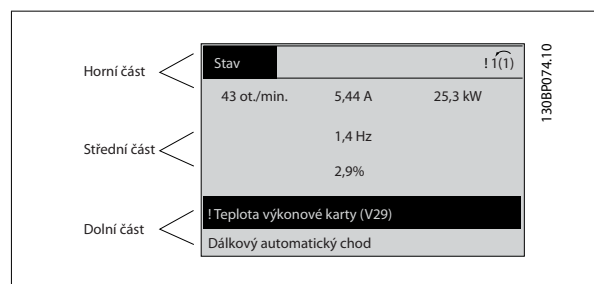 Horní část
Stav
! 1(1)
43 ot./min.
5,44 A
25,3 kW
Střední část
1,4 Hz
2,9%
Dolní část
! Teplota výkonové karty (V29)
Dálkový automatický chod
130BP074.10